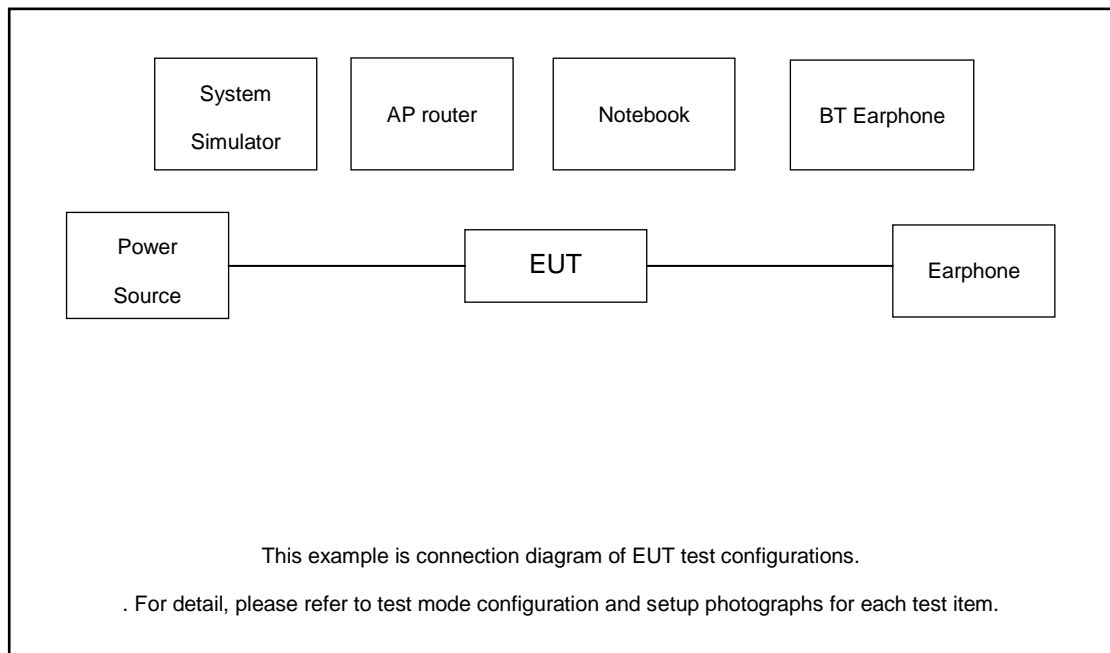 System
Simulator
AP router
Notebook
BT Earphone
Power
Source
EUT
Earphone
This example is connection diagram of EUT test configurations.
. For detail, please refer to test mode configuration and setup photographs for each test item.